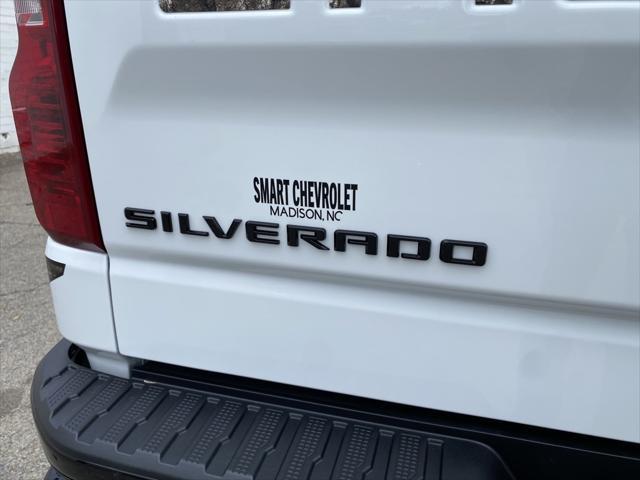 SMART CHEVROLET
MADISON, NC
SILVERADO